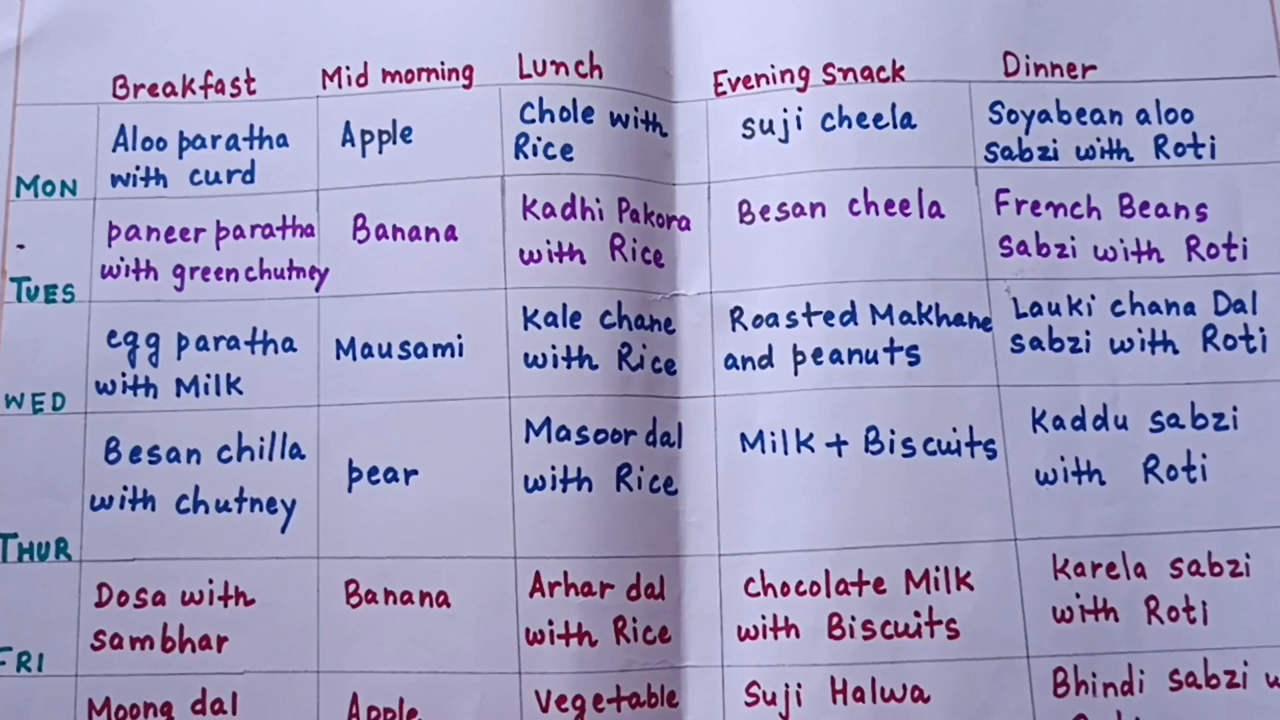 Breakfast Mid morning Lunch Evening Snack Dinner
MON
Aloo paratha
with curd
Apple
Chole with
Rice
suji cheela
Soyabean aloo
sabzi with Roti
TUES
paneer paratha
with green chutney
Banana
Kadhi Pakora
with Rice
Besan cheela
French Beans
sabzi with Roti
WED
egg paratha
with Milk
Mausami
Kale chane
with Rice
Roasted Makhane
and peanuts
Lauki chana Dal
sabzi with Roti
THUR
Besan chilla
with chutney
pear
Masoor dal
with Rice
Milk + Biscuits
Kaddu sabzi
with Roti
FRI
Dosa with
sambhar
Banana
Arhar dal
with Rice
Chocolate Milk
with Biscuits
Karela sabzi
with Roti
Moong dal
Apple
Vegetable
Suji Halwa
Bhindi sabzi